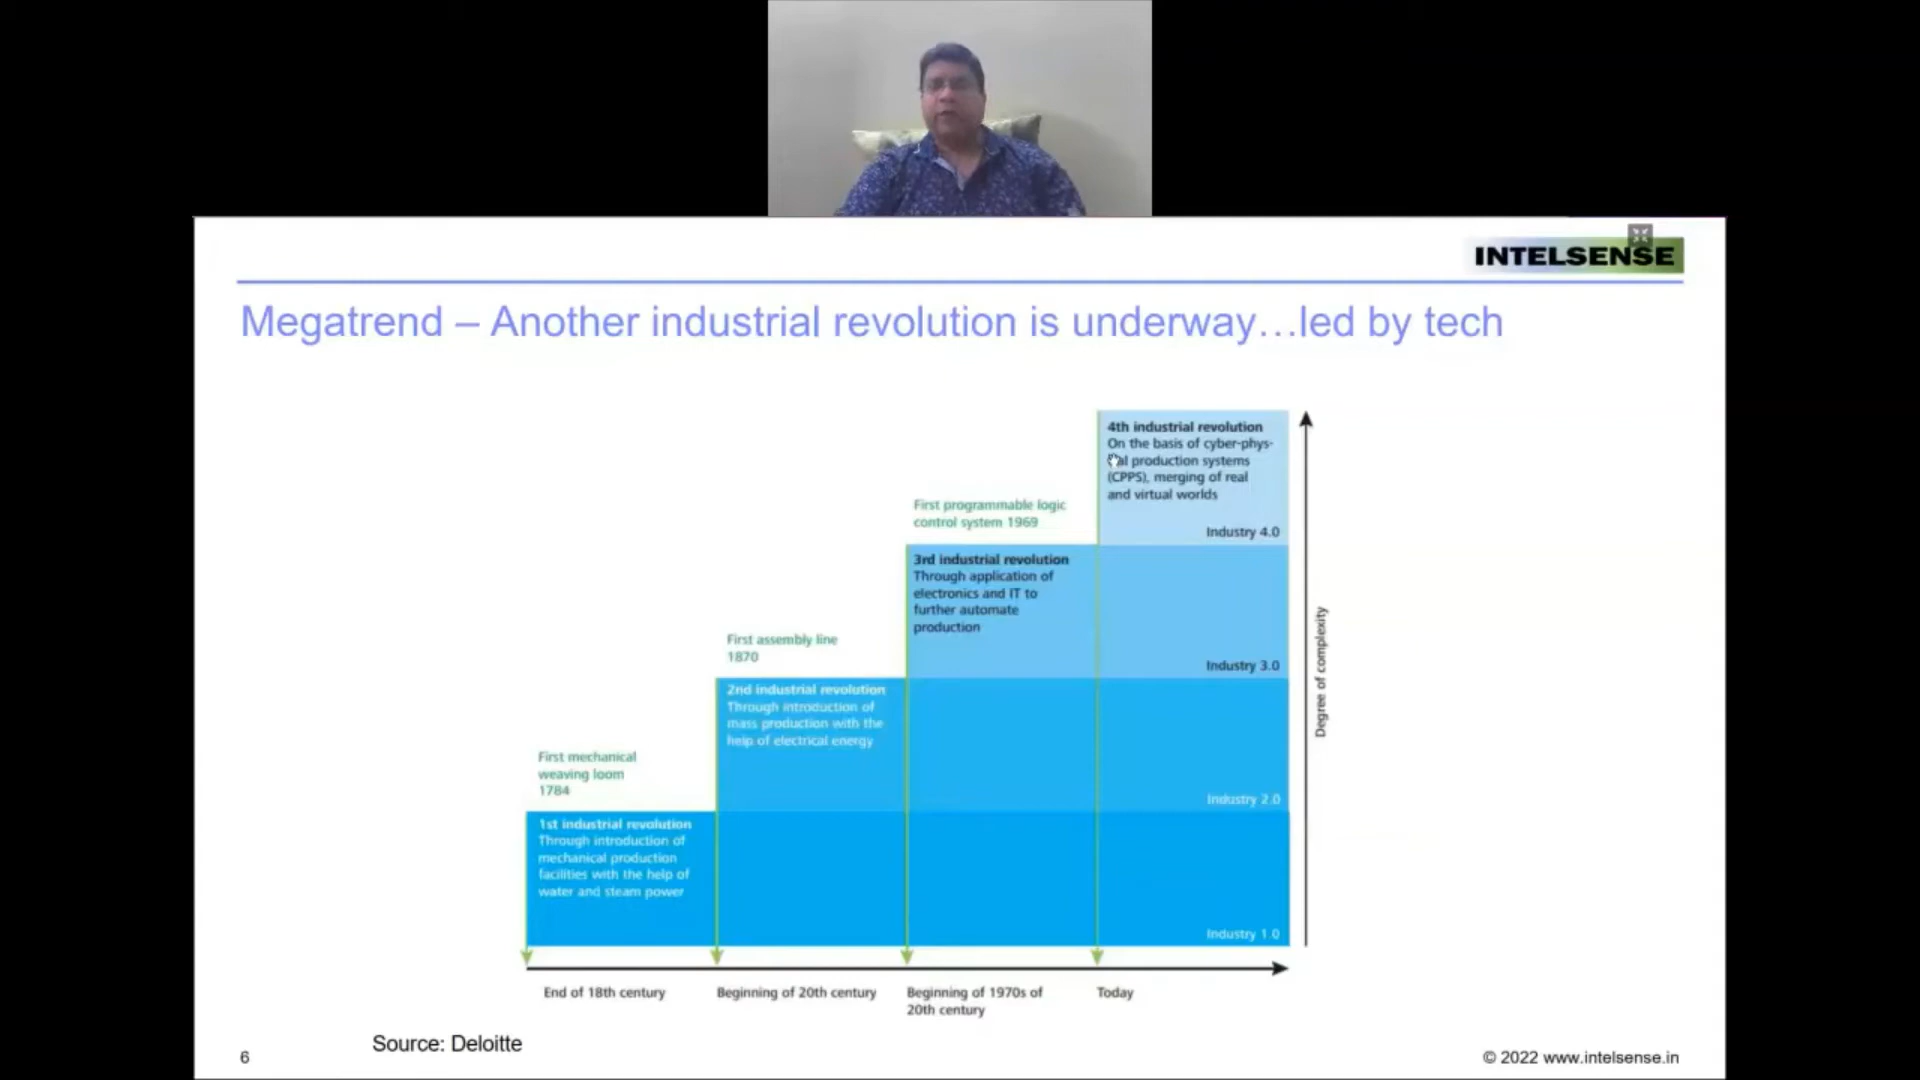 INTELSENSE
Megatrend – Another industrial revolution is underway…led by tech
4th industrial revolution
On the basis of cyber-phys-
production systems
(CPPS), merging of real
and virtual worlds
Industry 4.0
First programmable logic
control system 1969
3rd industrial revolution
Through application of
electronics and IT to
further automate
production
Industry 3.0
First assembly line
1870
2nd industrial revolution
Through introduction of
mass production with the
help of electrical energy
Industry 2.0
First mechanical
weaving loom
1784
1st industrial revolution
Through introduction of
mechanical production
facilities with the help of
water and steam power
Industry 1.0
Degree of complexity
End of 18th century
Beginning of 20th century
Beginning of 1970s of
20th century
Today
Source: Deloitte
6
© 2022 www.intelsense.in